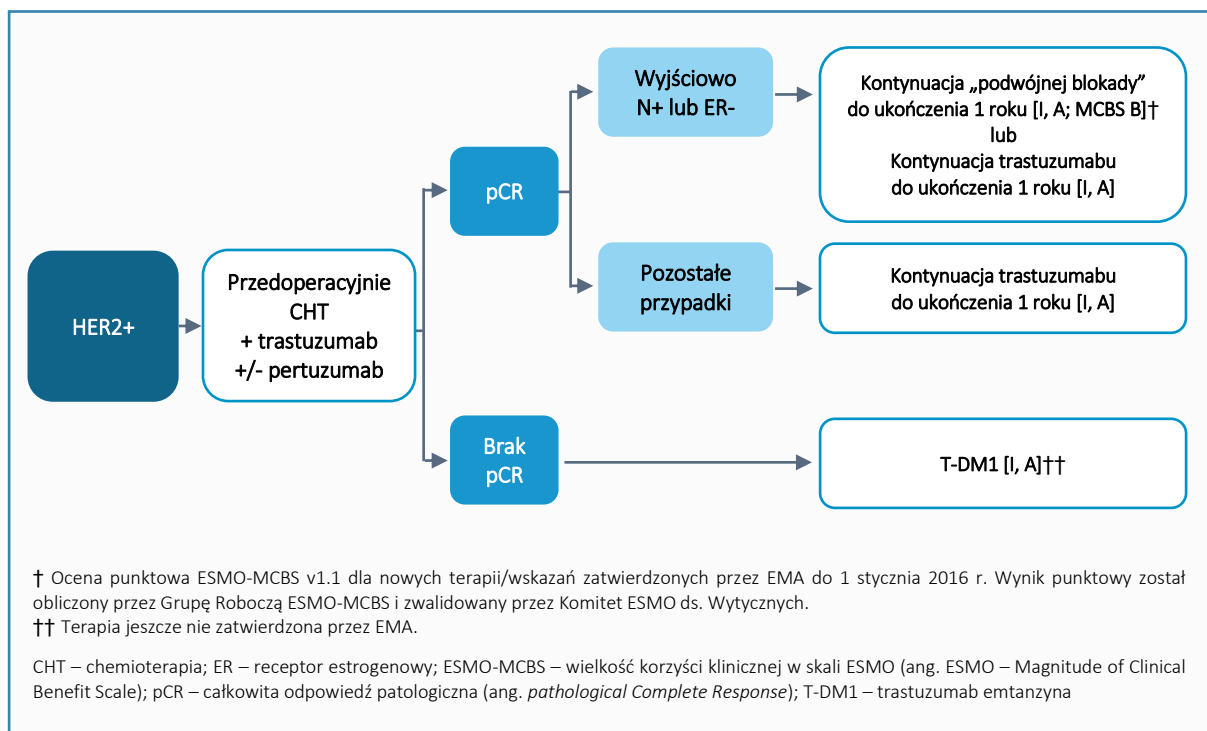 HER2+
Przedoperacyjnie
CHT
+ trastuzumab
+/- pertuzumab
pCR
Wyjściowo
N+ lub ER-
Kontynuacja „podwójnej blokady”
do ukończenia 1 roku [I, A; MCBS B]†
lub
Kontynuacja trastuzumabu
do ukończenia 1 roku [I, A]
Pozostałe
przypadki
Kontynuacja trastuzumabu
do ukończenia 1 roku [I, A]
Brak
pCR
T-DM1 [I, A]††
† Ocena punktowa ESMO-MCBS v1.1 dla nowych terapii/wskazań zatwierdzonych przez EMA do 1 stycznia 2016 r. Wynik punktowy został
obliczony przez Grupę Roboczą ESMO-MCBS i zwalidowany przez Komitet ESMO ds. Wytycznych.
†† Terapia jeszcze nie zatwierdzona przez EMA.
CHT – chemioterapia; ER – receptor estrogenowy; ESMO-MCBS – wielkość korzyści klinicznej w skali ESMO (ang. ESMO – Magnitude of Clinical
Benefit Scale); pCR – całkowita odpowiedź patologiczna (ang. pathological Complete Response); T-DM1 – trastuzumab emtanzyna